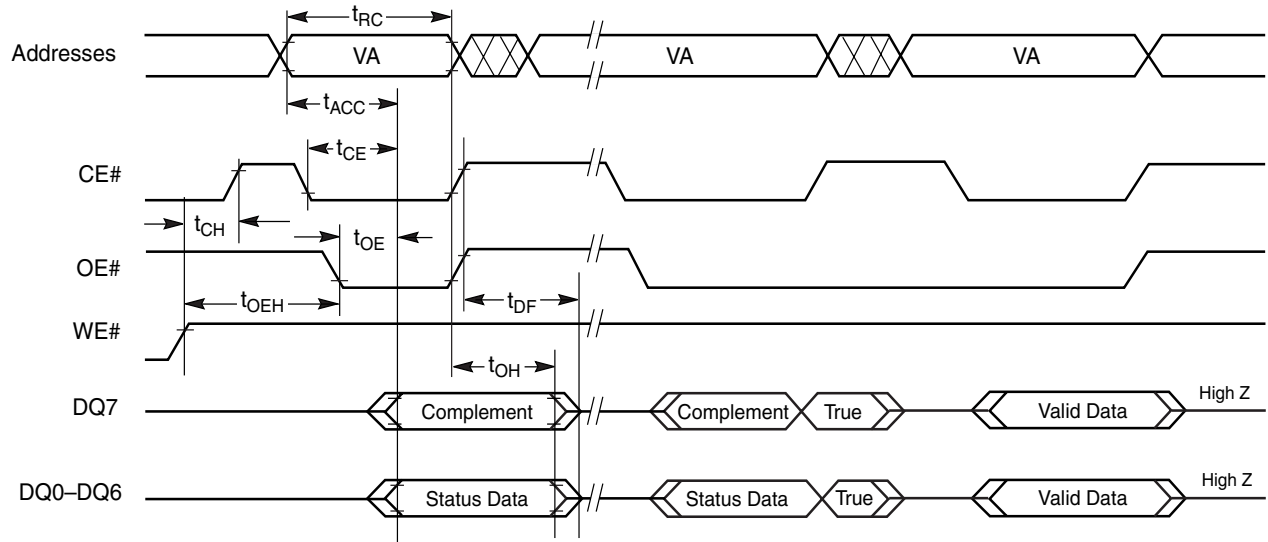 tRC
Addresses VA VA VA
tACC
tCE
CE#
tCH
tOE
OE#
tOEH tDF
WE#
tOH
DQ7 Complement Complement True Valid Data High Z
DQ0–DQ6 Status Data Status Data True Valid Data High Z